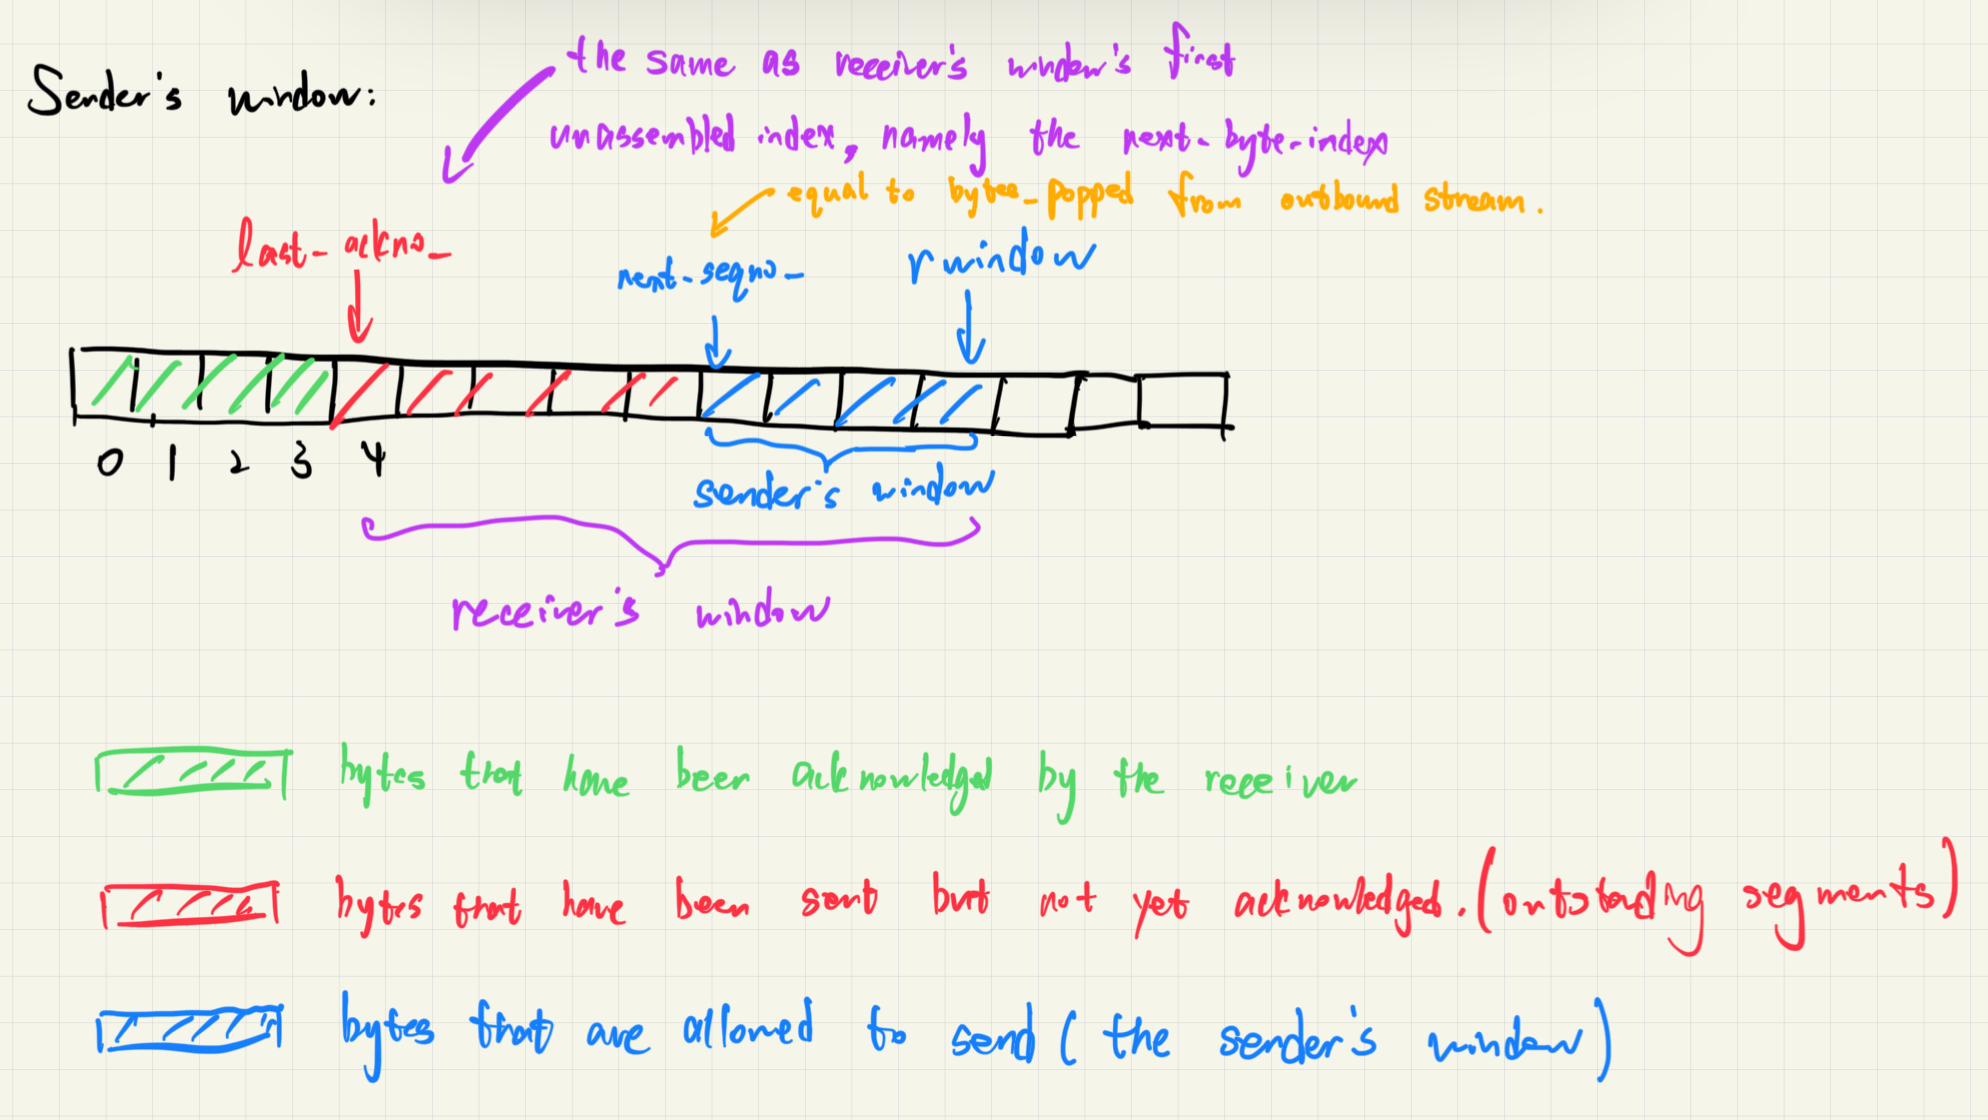 Sender's window:
the same as receiver's window's first
unassembled index, namely the next-byte-index
equal to bytes_popped from outbound stream.
last_ackno_
next_seqno_
rwindow
0 1 2 3 4
sender's window
receiver's window
bytes that have been acknowledged by the receiver
bytes that have been sent but not yet acknowledged. (outstanding segments)
bytes that are allowed to send (the sender's window)